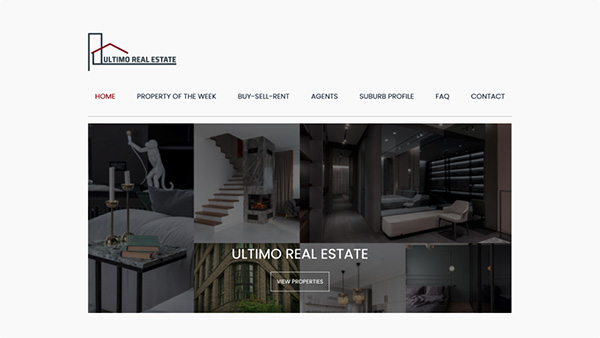 ULTIMO REAL ESTATE
HOME PROPERTY OF THE WEEK BUY-SELL-RENT AGENTS SUBURB PROFILE FAQ CONTACT
ULTIMO REAL ESTATE
VIEW PROPERTIES